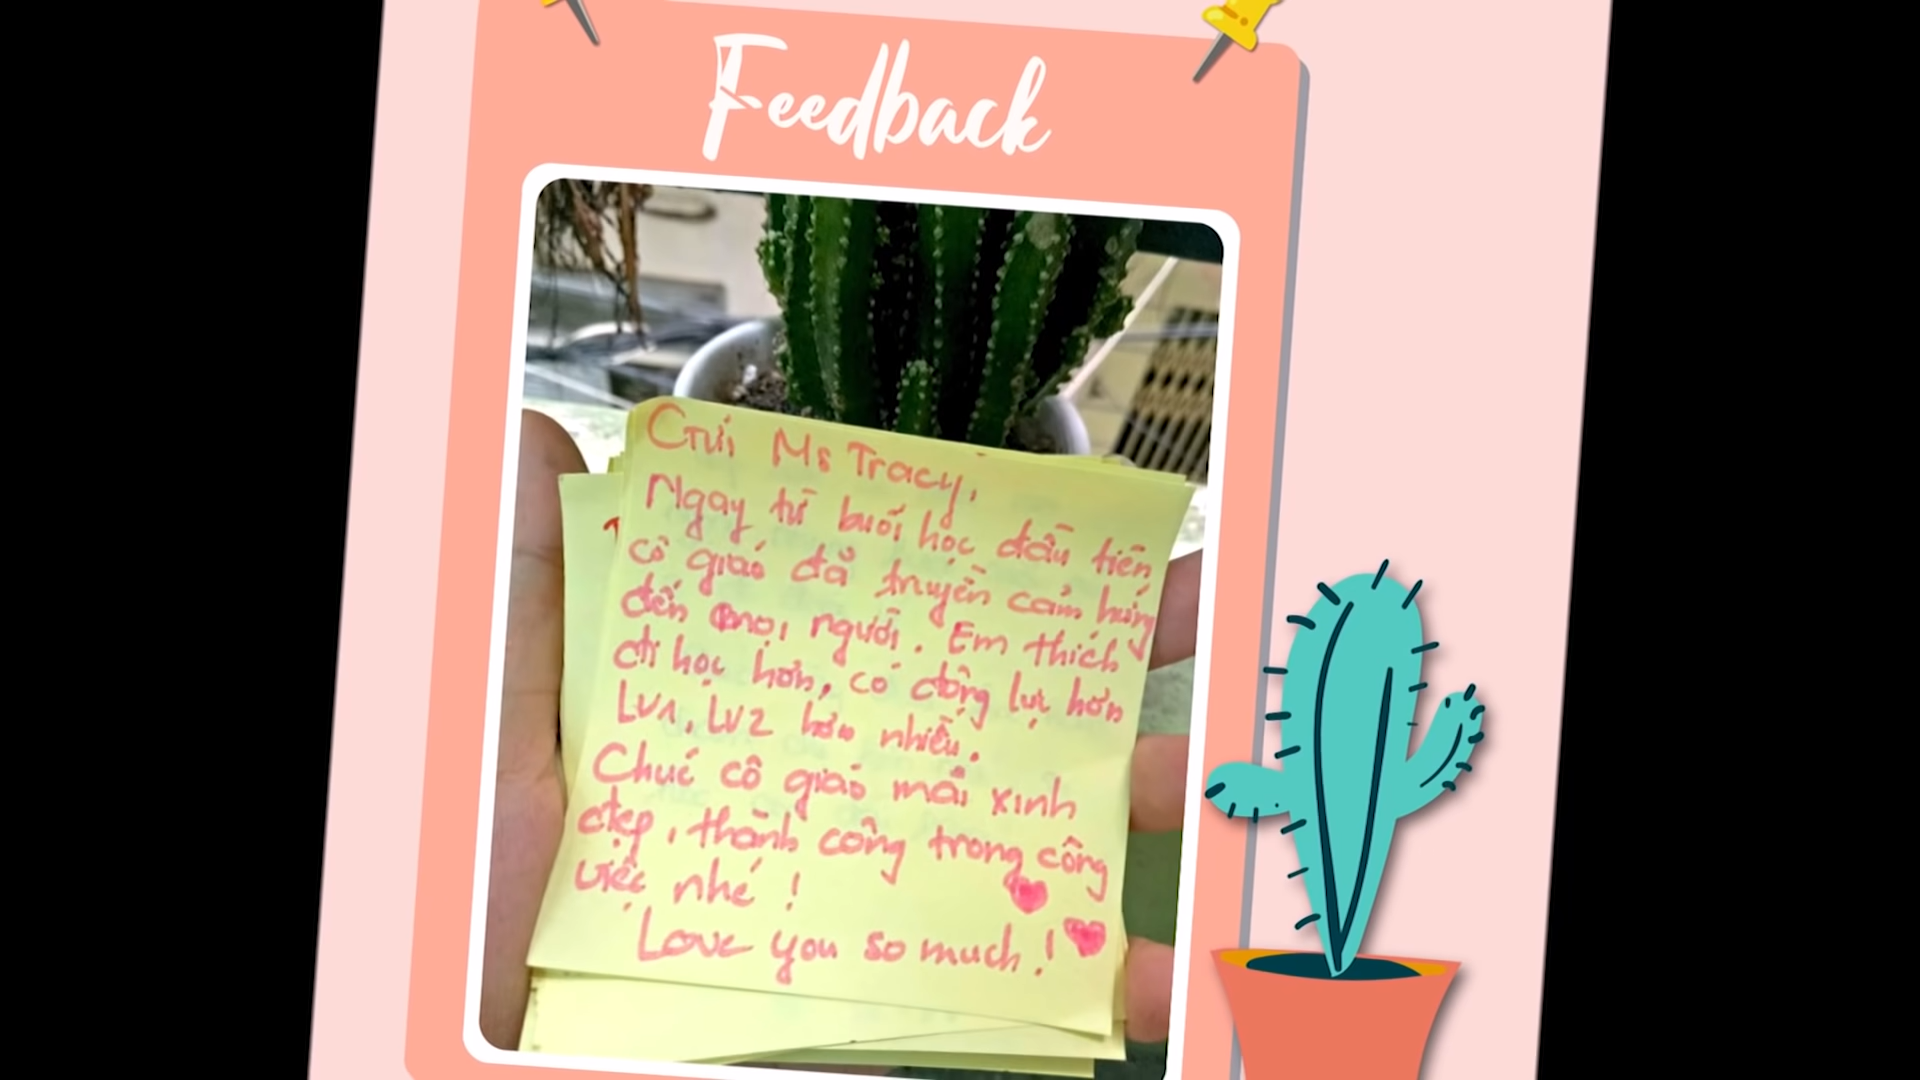 Feedback
Gửi Ms Tracy,
Ngay từ buổi học đầu tiên
cô giáo đã truyền cảm hứng
đến mọi người. Em thích
đi học hơn, có động lực hơn
LV1, LV2 hơn nhiều.
Chúc cô giáo mãi xinh
đẹp, thành công trong công
việc nhé !
Love you so much !